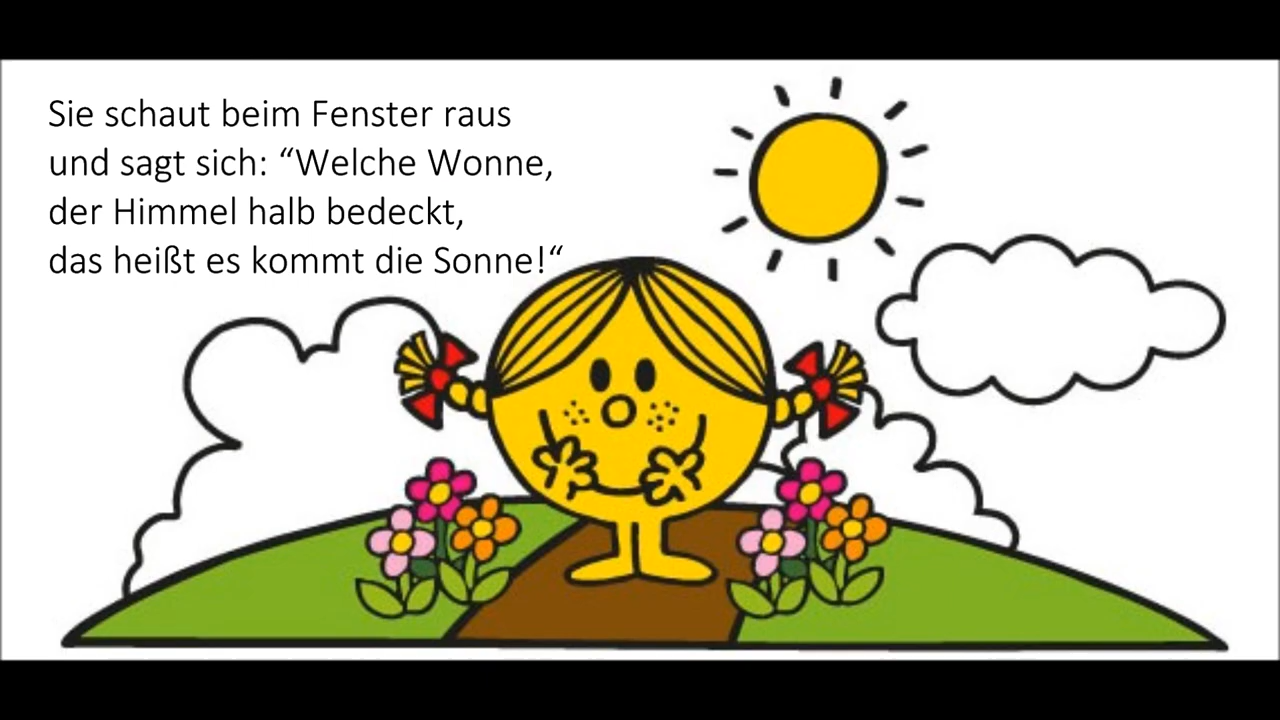 Sie schaut beim Fenster raus
und sagt sich: “Welche Wonne,
der Himmel halb bedeckt,
das heißt es kommt die Sonne!“